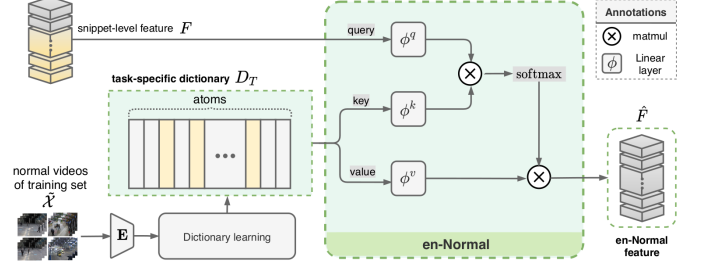 snippet-level feature F
query
ϕ^q
Annotations
matmul
ϕ
Linear
layer
softmax
task-specific dictionary D_T
atoms
key
ϕ^k
F̂
normal videos
of training set
X̃
value
ϕ^v
E
Dictionary learning
en-Normal
en-Normal
feature